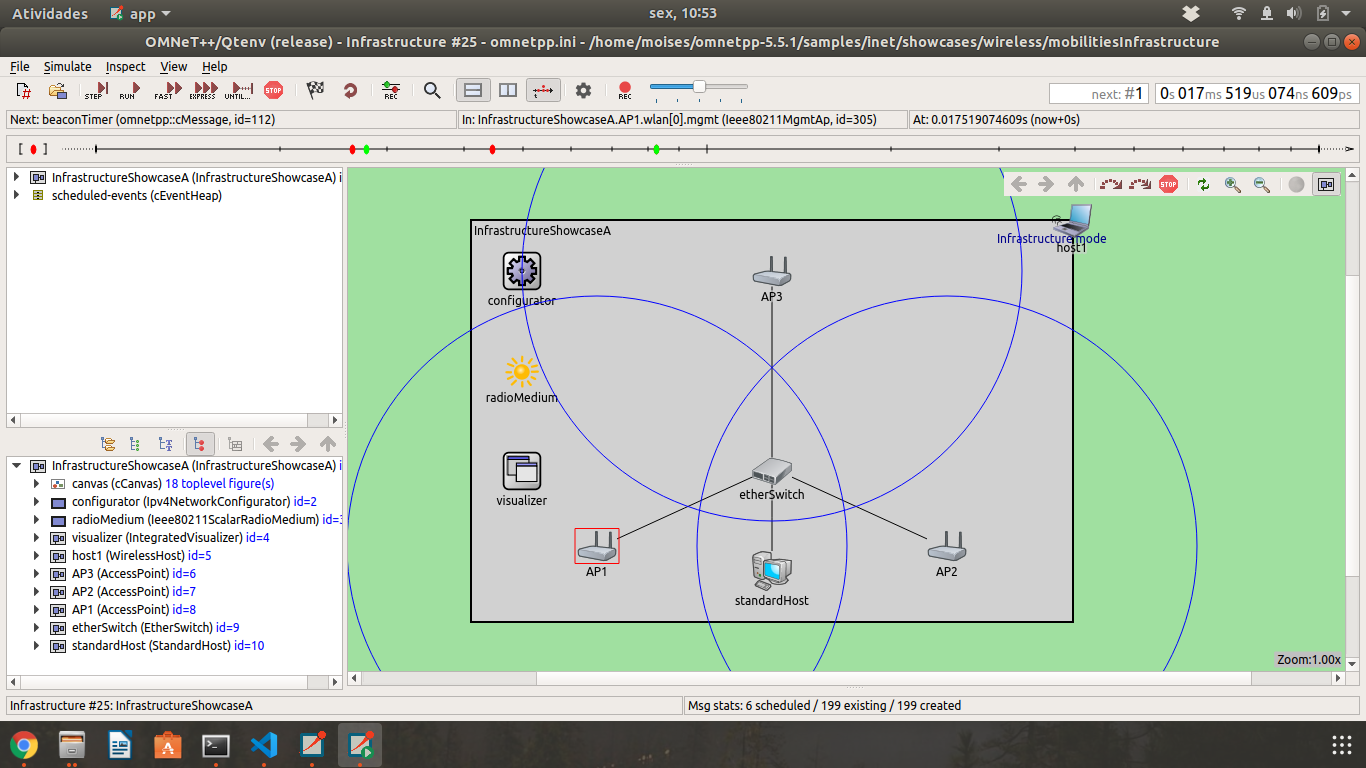 Atividades
app
sex, 10:53
OMNeT++/Qtenv (release) - Infrastructure #25 - omnetpp.ini - /home/moises/omnetpp-5.5.1/samples/inet/showcases/wireless/mobilitiesInfrastructure
File Simulate Inspect View Help
STEP RUN FAST EXPRESS UNTIL... STOP REC REC
next: #1
0s 017ms 519us 074ns 609ps
Next: beaconTimer (omnetpp::cMessage, id=112)
In: InfrastructureShowcaseA.AP1.wlan[0].mgmt (Ieee80211MgmtAp, id=305)
At: 0.017519074609s (now+0s)
InfrastructureShowcaseA (InfrastructureShowcaseA) i
scheduled-events (cEventHeap)
InfrastructureShowcaseA (InfrastructureShowcaseA) i
canvas (cCanvas) 18 toplevel figure(s)
configurator (Ipv4NetworkConfigurator) id=2
radioMedium (Ieee80211ScalarRadioMedium) id=3
visualizer (IntegratedVisualizer) id=4
host1 (WirelessHost) id=5
AP3 (AccessPoint) id=6
AP2 (AccessPoint) id=7
AP1 (AccessPoint) id=8
etherSwitch (EtherSwitch) id=9
standardHost (StandardHost) id=10
STOP
InfrastructureShowcaseA
Infrastructure mode
host1
configurator
AP3
radioMedium
visualizer
etherSwitch
AP1
AP2
standardHost
Zoom:1.00x
Infrastructure #25: InfrastructureShowcaseA
Msg stats: 6 scheduled / 199 existing / 199 created